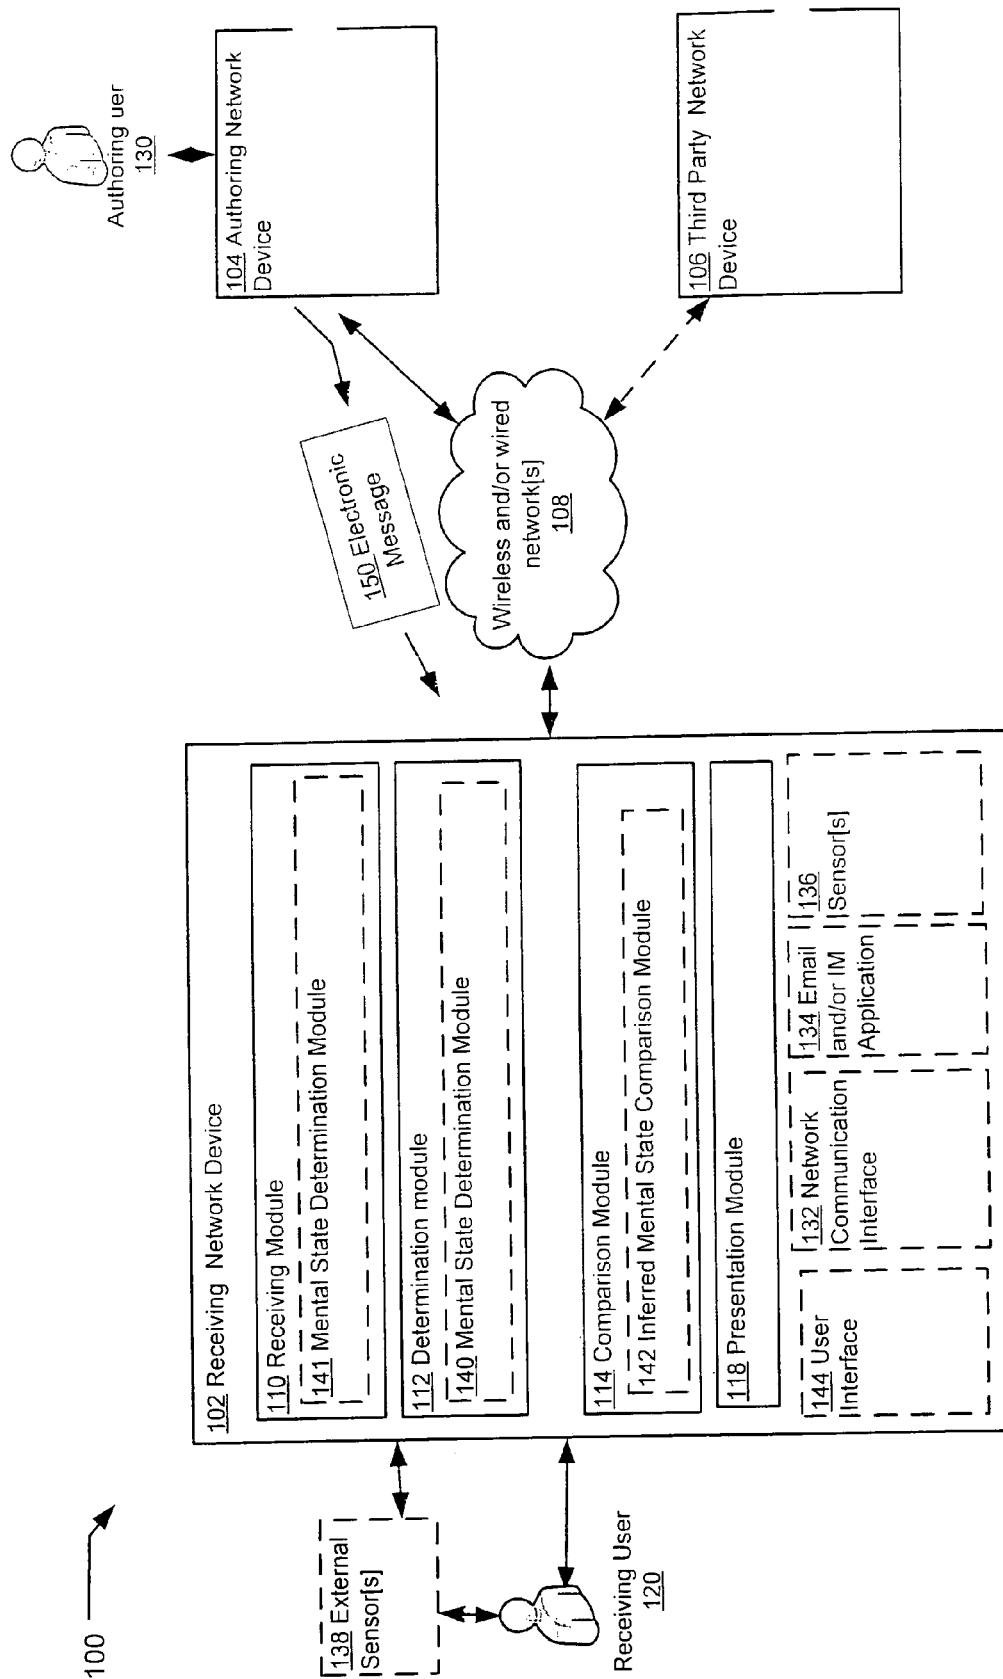 100
138 External
Sensor[s]
Receiving User
120
102 Receiving Network Device
110 Receiving Module
141 Mental State Determination Module
112 Determination module
140 Mental State Determination Module
114 Comparison Module
142 Inferred Mental State Comparison Module
118 Presentation Module
144 User
Interface
132 Network
Communication
Interface
134 Email
and/or IM
Application
136
Sensor[s]
150 Electronic
Message
Wireless and/or wired
network[s]
108
Authoring uer
130
104 Authoring Network
Device
106 Third Party Network
Device